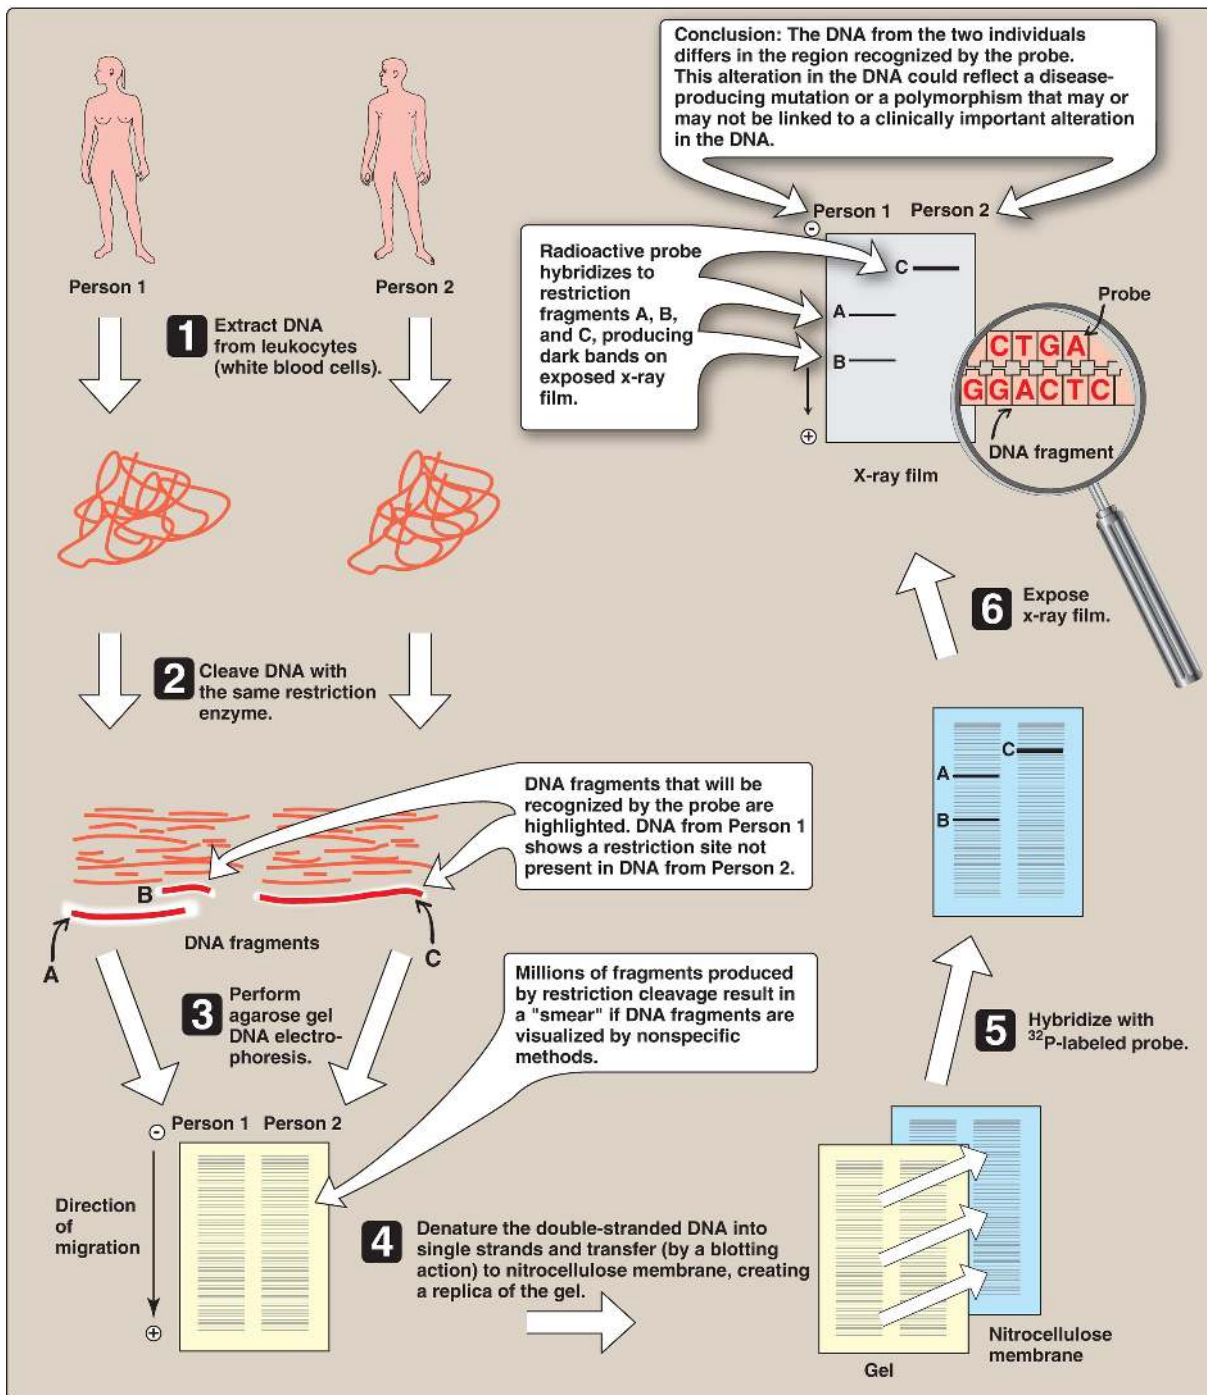 Person 1
Person 2
1
Extract DNA
from leukocytes
(white blood cells).
2
Cleave DNA with
the same restriction
enzyme.
DNA fragments that will be
recognized by the probe are
highlighted. DNA from Person 1
shows a restriction site not
present in DNA from Person 2.
B
A
C
DNA fragments
3
Perform
agarose gel
DNA electro-
phoresis.
Millions of fragments produced
by restriction cleavage result in
a "smear" if DNA fragments are
visualized by nonspecific
methods.
Person 1 Person 2
-
Direction
of
migration
+
4
Denature the double-stranded DNA into
single strands and transfer (by a blotting
action) to nitrocellulose membrane, creating
a replica of the gel.
Gel
Nitrocellulose
membrane
5
Hybridize with
32P-labeled probe.
C
A
B
6
Expose
x-ray film.
Radioactive probe
hybridizes to
restriction
fragments A, B,
and C, producing
dark bands on
exposed x-ray
film.
Person 1 Person 2
-
C
A
B
+
X-ray film
Probe
CTGA
GGACTC
DNA fragment
Conclusion: The DNA from the two individuals
differs in the region recognized by the probe.
This alteration in the DNA could reflect a disease-
producing mutation or a polymorphism that may or
may not be linked to a clinically important alteration
in the DNA.